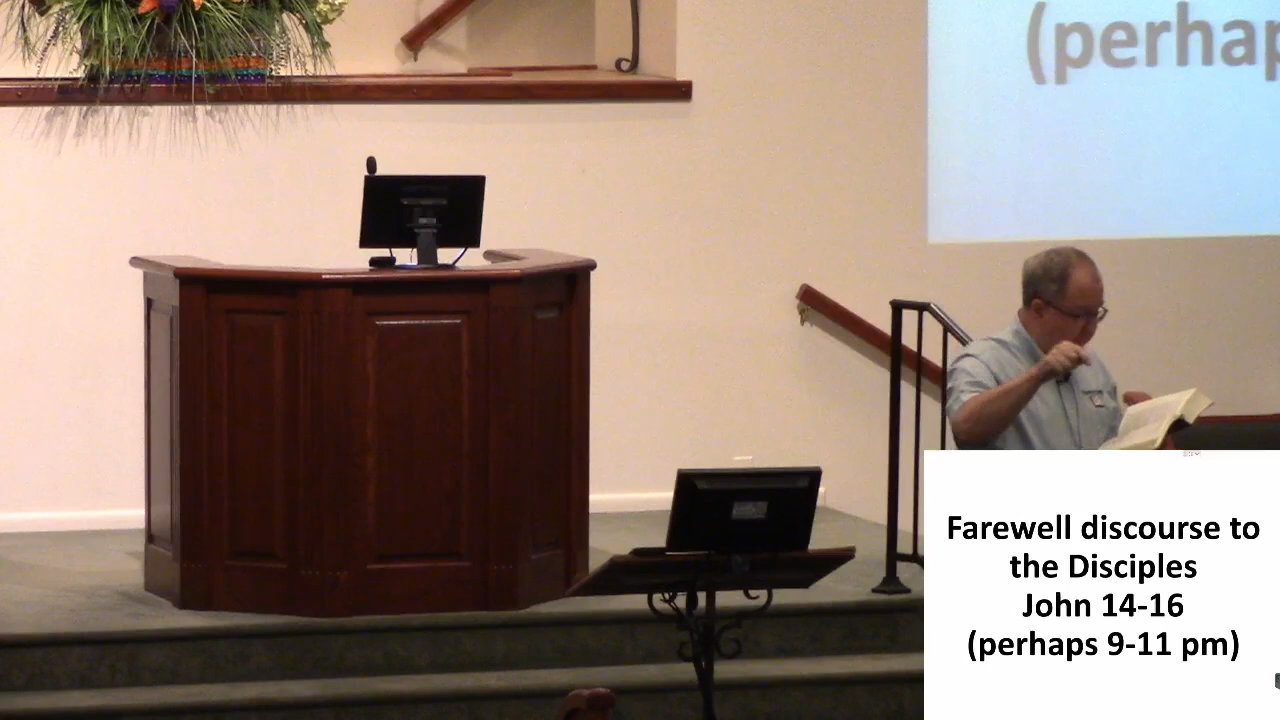 (perhap
Farewell discourse to
the Disciples
John 14-16
(perhaps 9-11 pm)